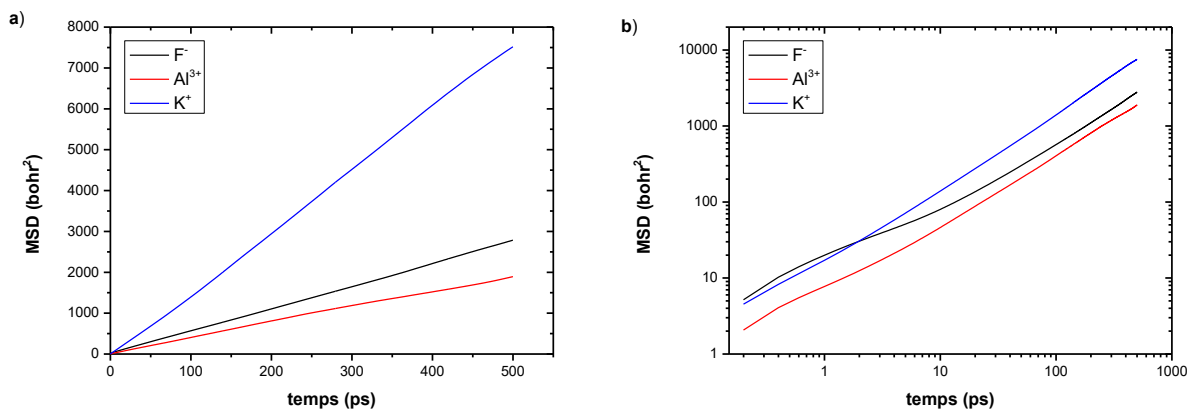 a)
8000
7000
6000
5000
4000
3000
2000
1000
0
MSD (bohr²)
F⁻
Al³⁺
K⁺
0 100 200 300 400 500
temps (ps)
b)
10000
1000
100
10
1
MSD (bohr²)
F⁻
Al³⁺
K⁺
1 10 100 1000
temps (ps)